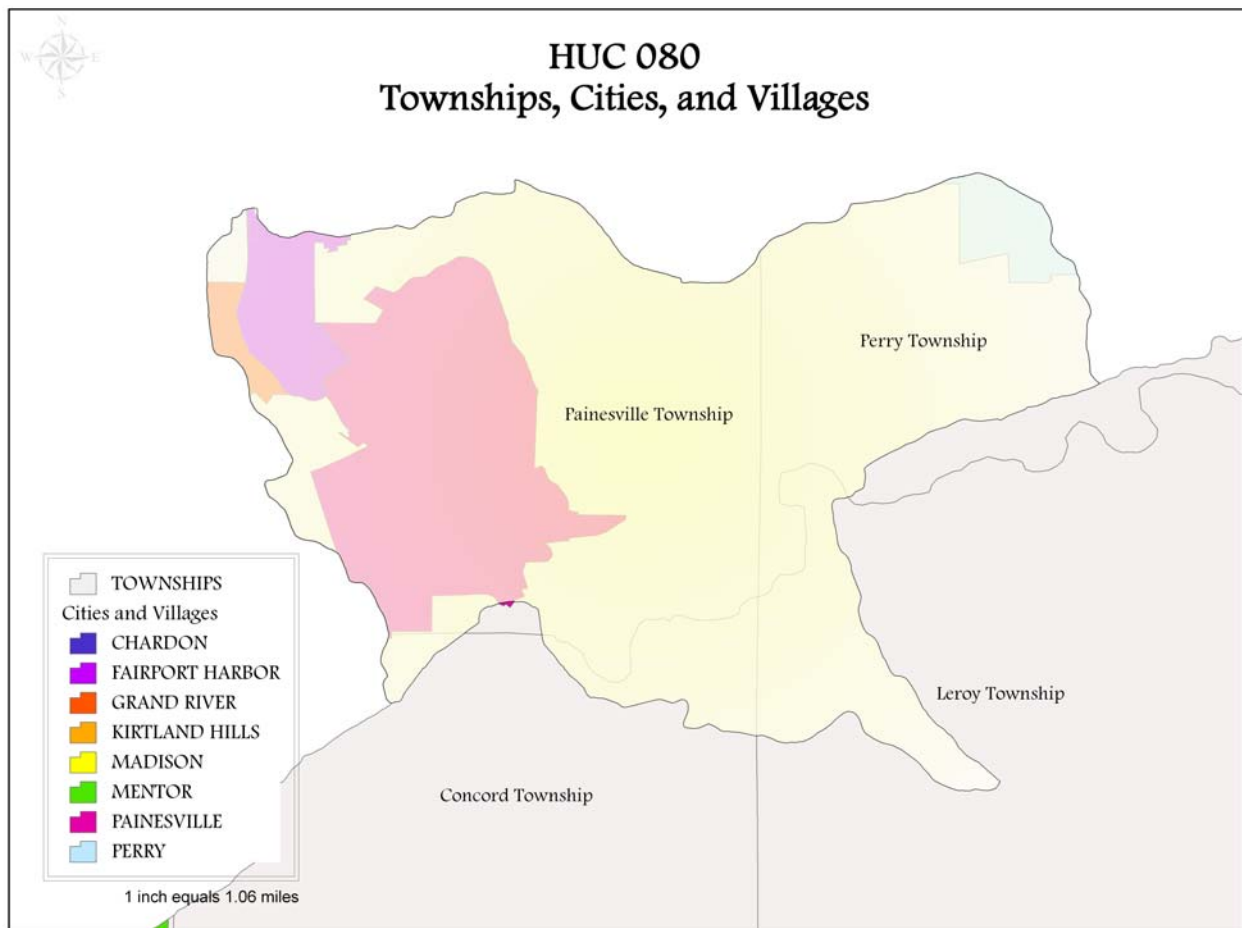 N
W E
S
HUC 080
Townships, Cities, and Villages
Perry Township
Painesville Township
Leroy Township
Concord Township
TOWNSHIPS
Cities and Villages
CHARDON
FAIRPORT HARBOR
GRAND RIVER
KIRTLAND HILLS
MADISON
MENTOR
PAINESVILLE
PERRY
1 inch equals 1.06 miles